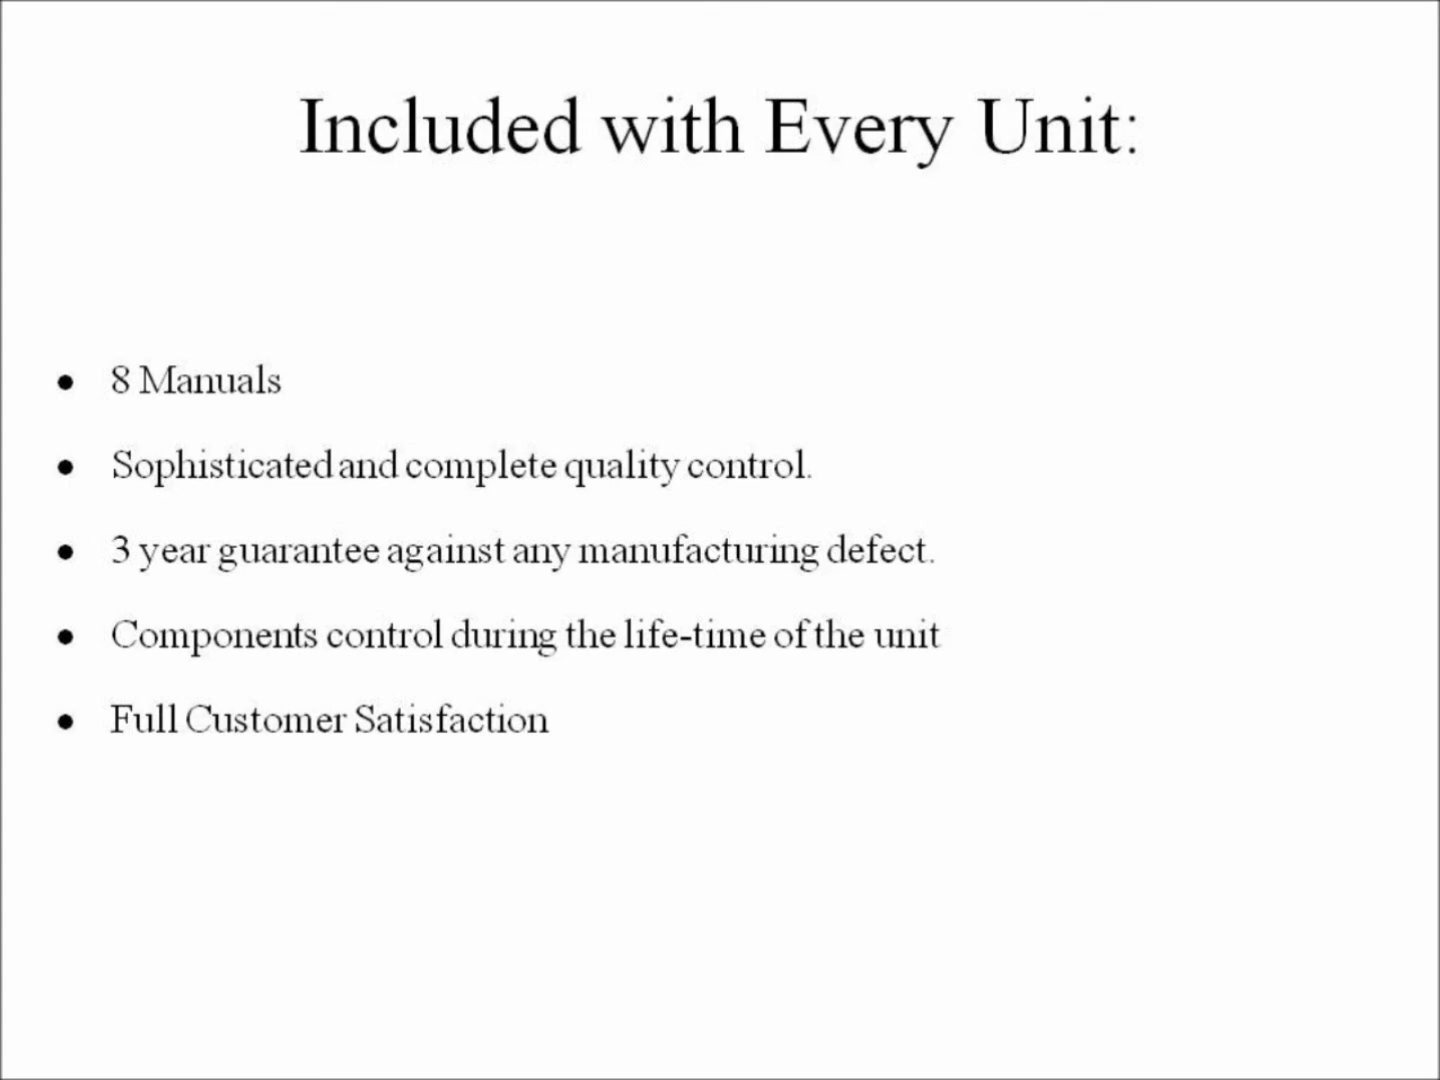 Included with Every Unit:
• 8 Manuals
• Sophisticated and complete quality control.
• 3 year guarantee against any manufacturing defect.
• Components control during the life-time of the unit
• Full Customer Satisfaction